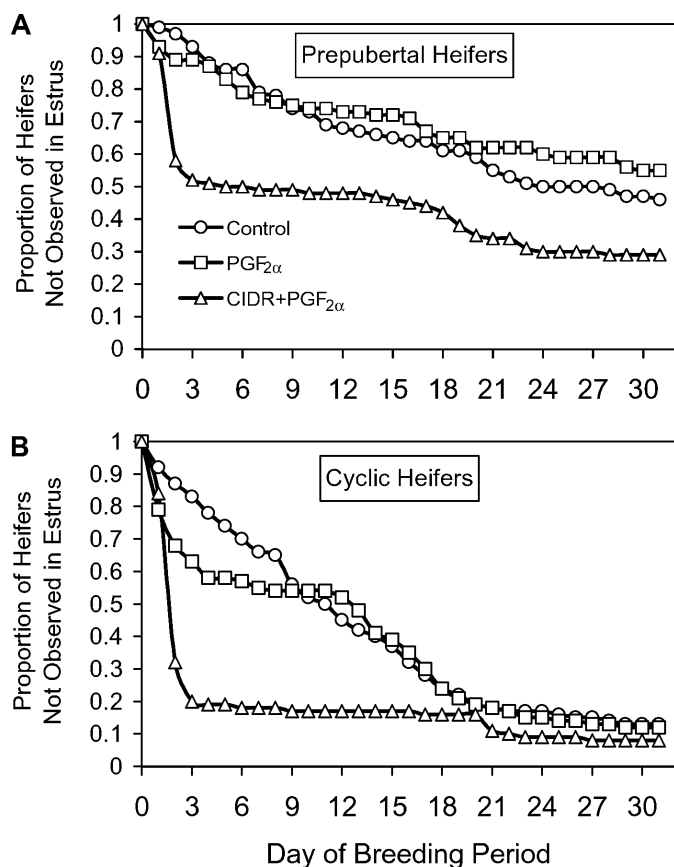 A
Proportion of Heifers
Not Observed in Estrus
1
0.9
0.8
0.7
0.6
0.5
0.4
0.3
0.2
0.1
0
Prepubertal Heifers
Control
PGF2α
CIDR+PGF2α
0 3 6 9 12 15 18 21 24 27 30
B
Proportion of Heifers
Not Observed in Estrus
1
0.9
0.8
0.7
0.6
0.5
0.4
0.3
0.2
0.1
0
Cyclic Heifers
0 3 6 9 12 15 18 21 24 27 30
Day of Breeding Period